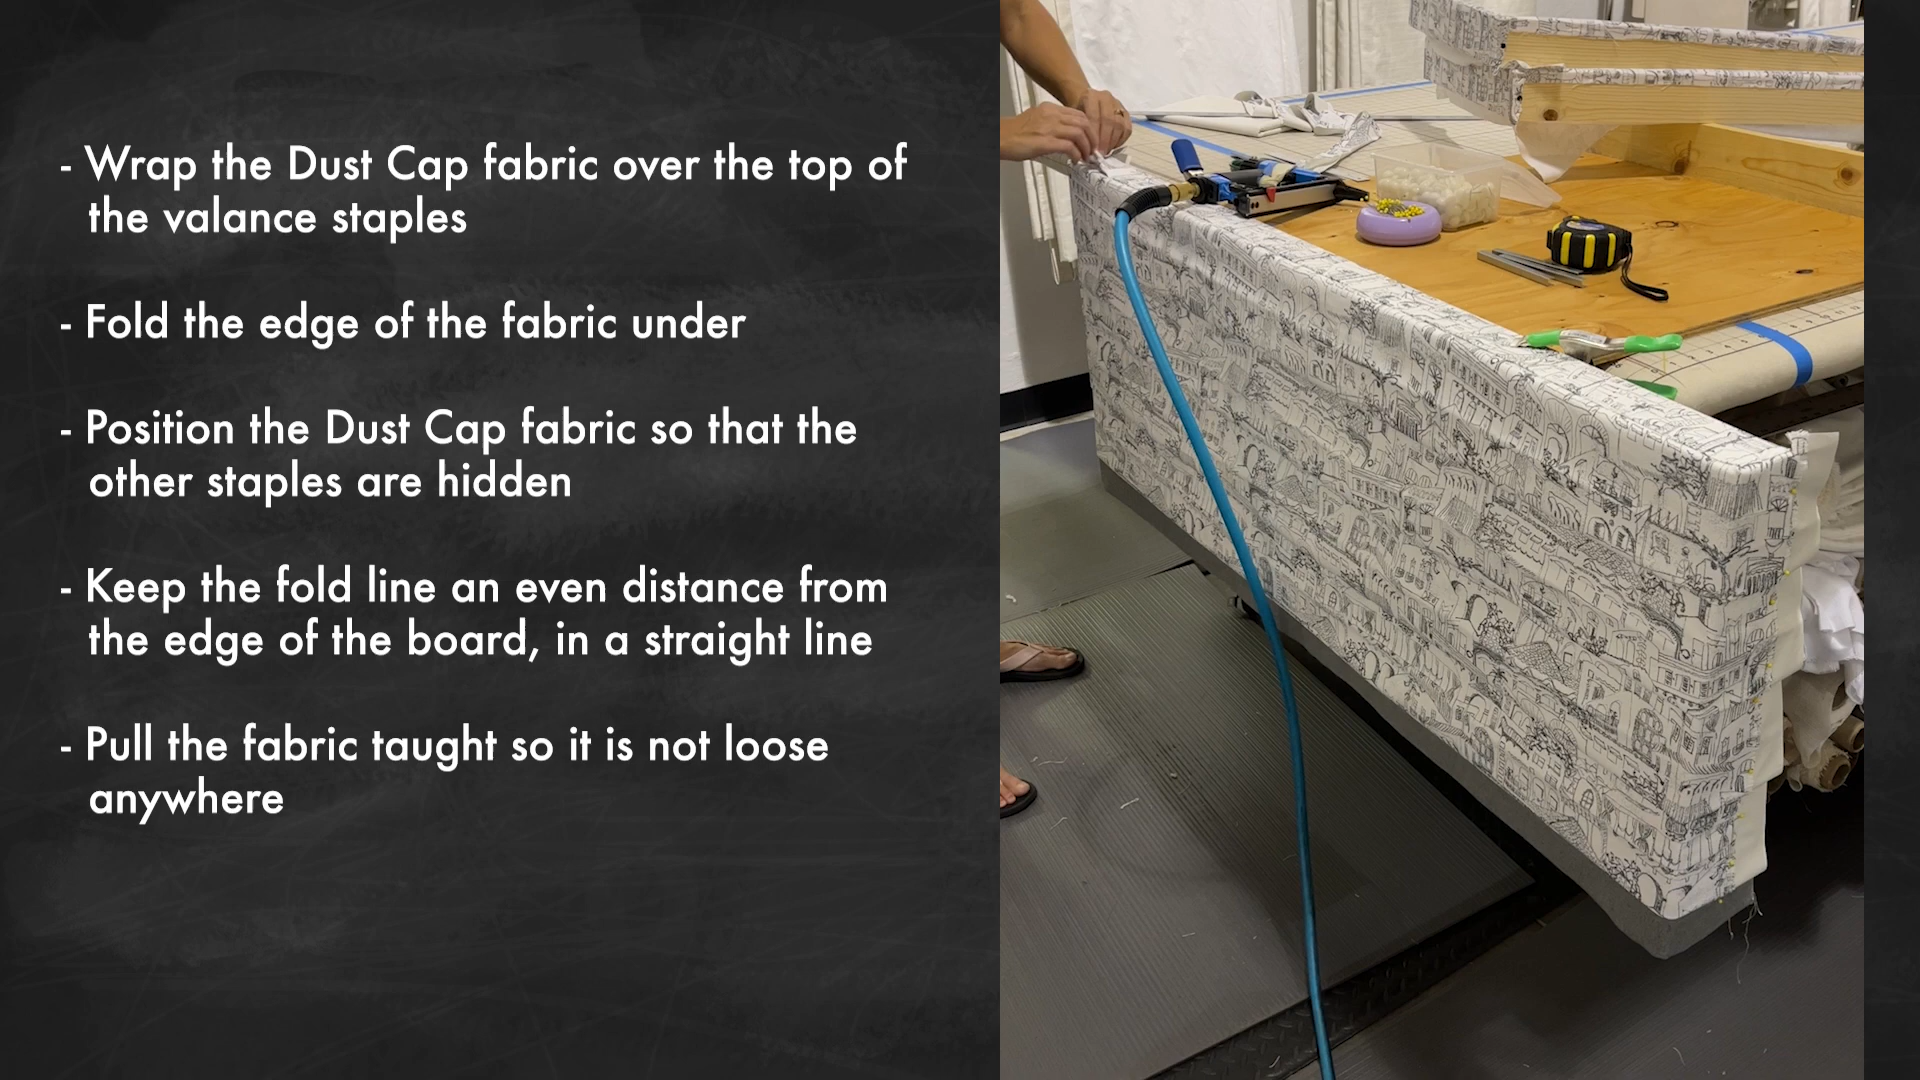 - Wrap the Dust Cap fabric over the top of
the valance staples
- Fold the edge of the fabric under
- Position the Dust Cap fabric so that the
other staples are hidden
- Keep the fold line an even distance from
the edge of the board, in a straight line
- Pull the fabric taught so it is not loose
anywhere